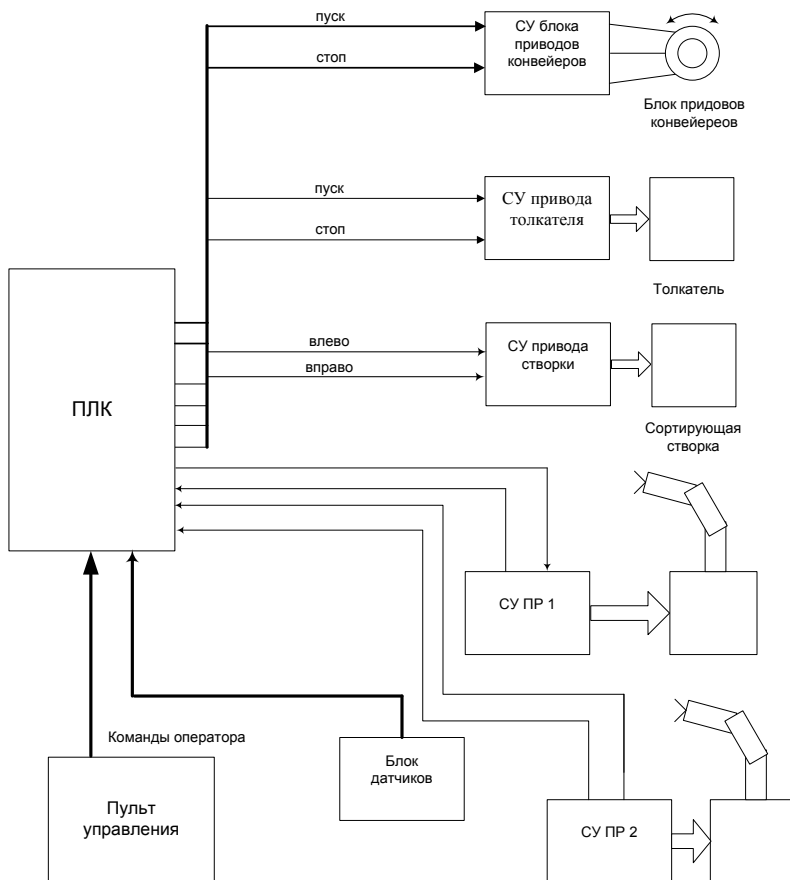 пуск
стоп
СУ блока
приводов
конвейеров
Блок придовов
конвейереов
пуск
стоп
СУ привода
толкателя
Толкатель
влево
вправо
СУ привода
створки
Сортирующая
створка
ПЛК
СУ ПР 1
Команды оператора
Блок
датчиков
Пульт
управления
СУ ПР 2